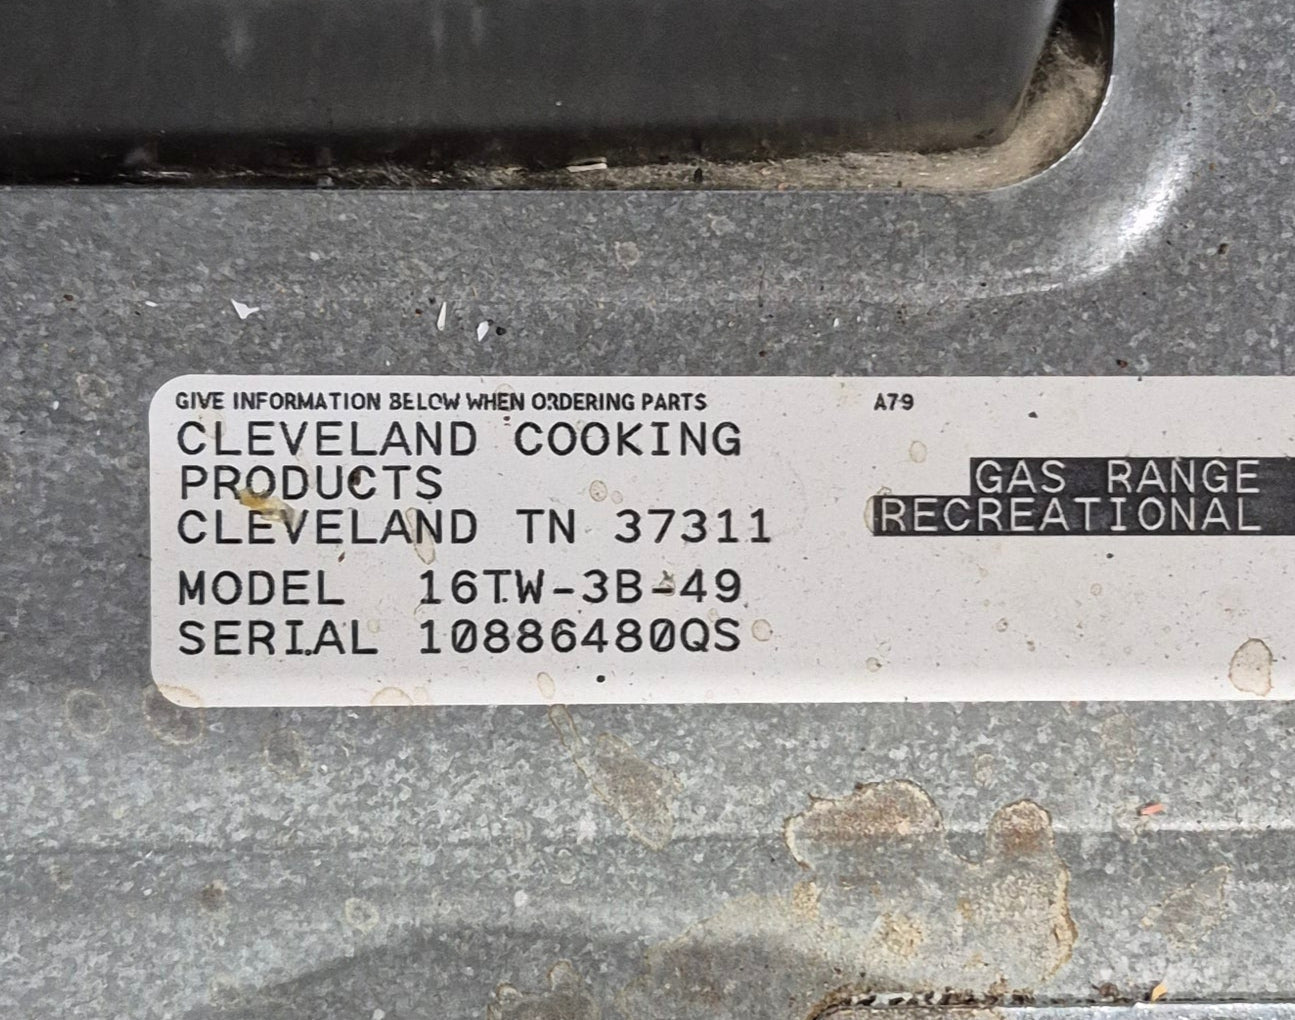 GIVE INFORMATION BELOW WHEN ORDERING PARTS
A79
CLEVELAND COOKING
PRODUCTS
CLEVELAND TN 37311
GAS RANGE
RECREATIONAL
MODEL 16TW-3B-49
SERIAL 10886480QS